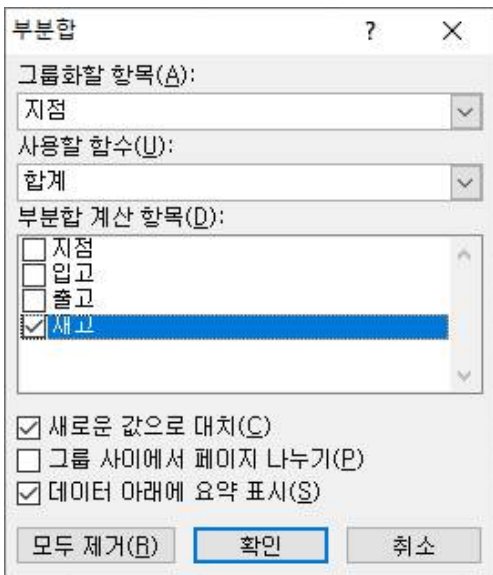 부분합 ? ×
그룹화할 항목(A):
지점
사용할 함수(U):
합계
부분합 계산 항목(D):
지점
입고
출고
재고
새로운 값으로 대치(C)
그룹 사이에서 페이지 나누기(P)
데이터 아래에 요약 표시(S)
모두 제거(R) 확인 취소